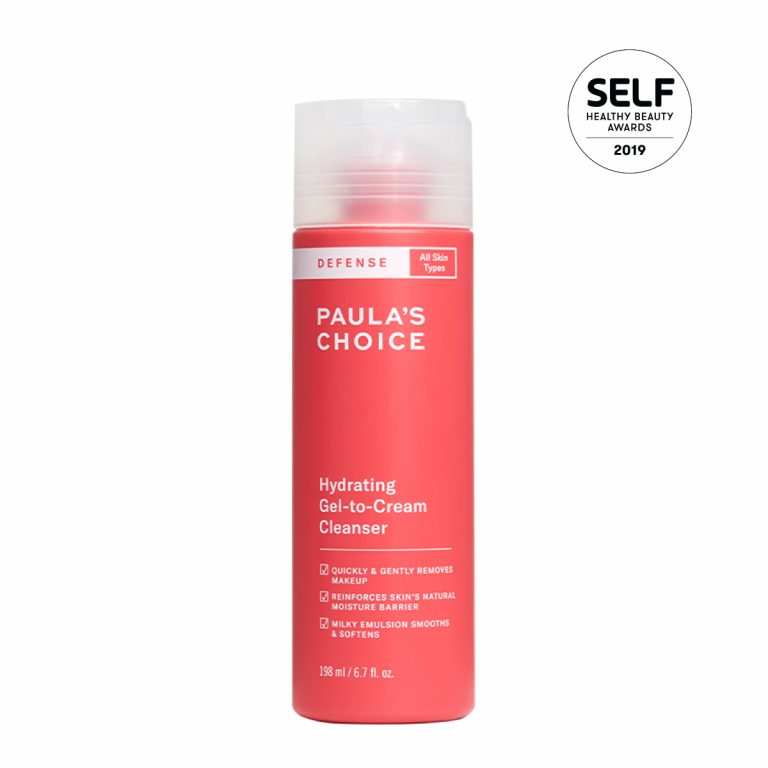 SELF
HEALTHY BEAUTY
AWARDS
2019
DEFENSE
All Skin
Types
PAULA'S
CHOICE
Hydrating
Gel-to-Cream
Cleanser
QUICKLY & GENTLY REMOVES
MAKEUP
REINFORCES SKIN'S NATURAL
MOISTURE BARRIER
MILKY EMULSION SMOOTHS
& SOFTENS
198 ml / 6.7 fl. oz.